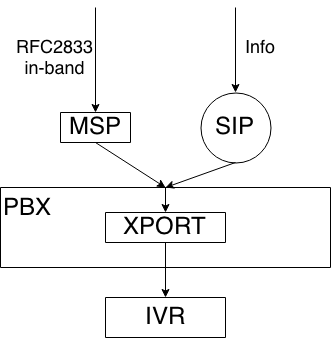 RFC2833
in-band
Info
MSP
SIP
PBX
XPORT
IVR